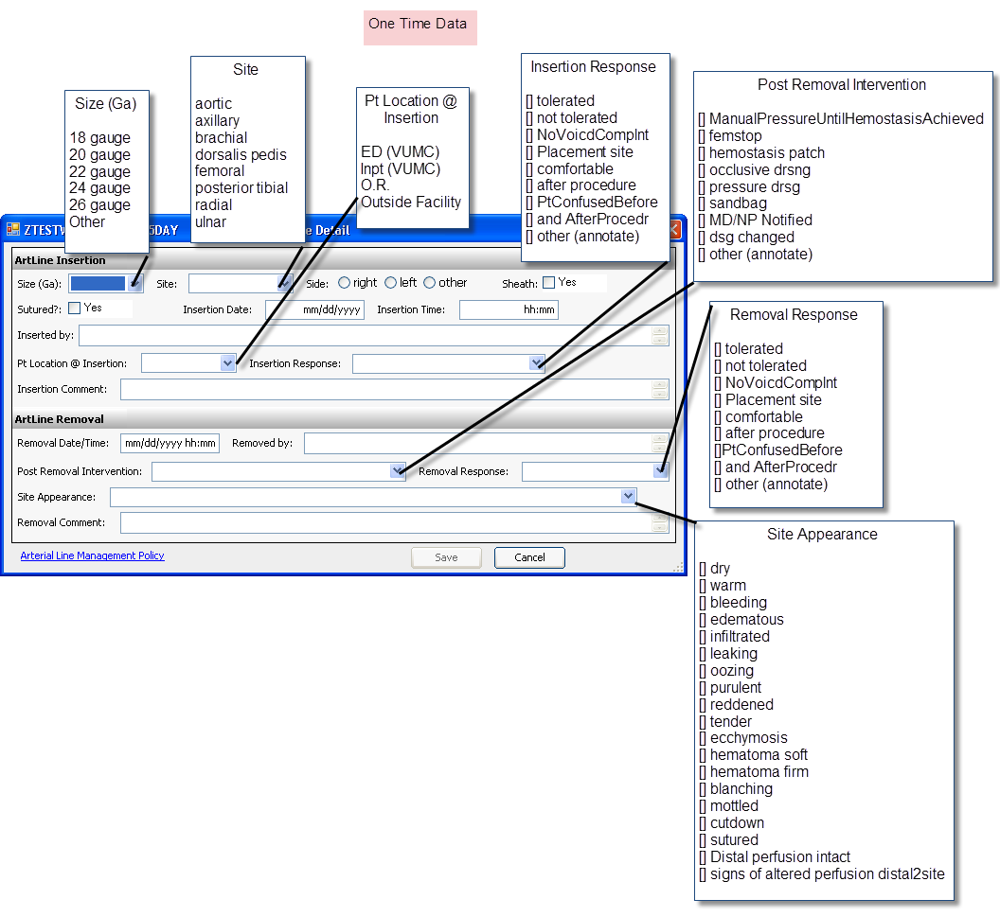 One Time Data
Size (Ga)
18 gauge
20 gauge
22 gauge
24 gauge
26 gauge
Other
Site
aortic
axillary
brachial
dorsalis pedis
femoral
posterior tibial
radial
ulnar
Pt Location @
Insertion
ED (VUMC)
Inpt (VUMC)
O.R.
Outside Facility
Insertion Response
[] tolerated
[] not tolerated
[] NoVoicdCompInt
[] Placement site
[] comfortable
[] after procedure
[] PtConfusedBefore
[] and AfterProcedr
[] other (annotate)
Post Removal Intervention
[] ManualPressureUntilHemostasisAchieved
[] femstop
[] hemostasis patch
[] occlusive drsng
[] pressure drsg
[] sandbag
[] MD/NP Notified
[] dsg changed
[] other (annotate)
Removal Response
[] tolerated
[] not tolerated
[] NoVoicdCompInt
[] Placement site
[] comfortable
[] after procedure
[]PtConfusedBefore
[] and AfterProcedr
[] other (annotate)
Site Appearance
[] dry
[] warm
[] bleeding
[] edematous
[] infiltrated
[] leaking
[] oozing
[] purulent
[] reddened
[] tender
[] ecchymosis
[] hematoma soft
[] hematoma firm
[] blanching
[] mottled
[] cutdown
[] sutured
[] Distal perfusion intact
[] signs of altered perfusion distal2site
Detail
ArtLine Insertion
Size (Ga): Site: Side: right left other Sheath: Yes
Sutured?: Yes Insertion Date: mm/dd/yyyy Insertion Time: hh:mm
Inserted by:
Pt Location @ Insertion: Insertion Response:
Insertion Comment:
ArtLine Removal
Removal Date/Time: mm/dd/yyyy hh:mm Removed by:
Post Removal Intervention: Removal Response:
Site Appearance:
Removal Comment:
Arterial Line Management Policy Save Cancel